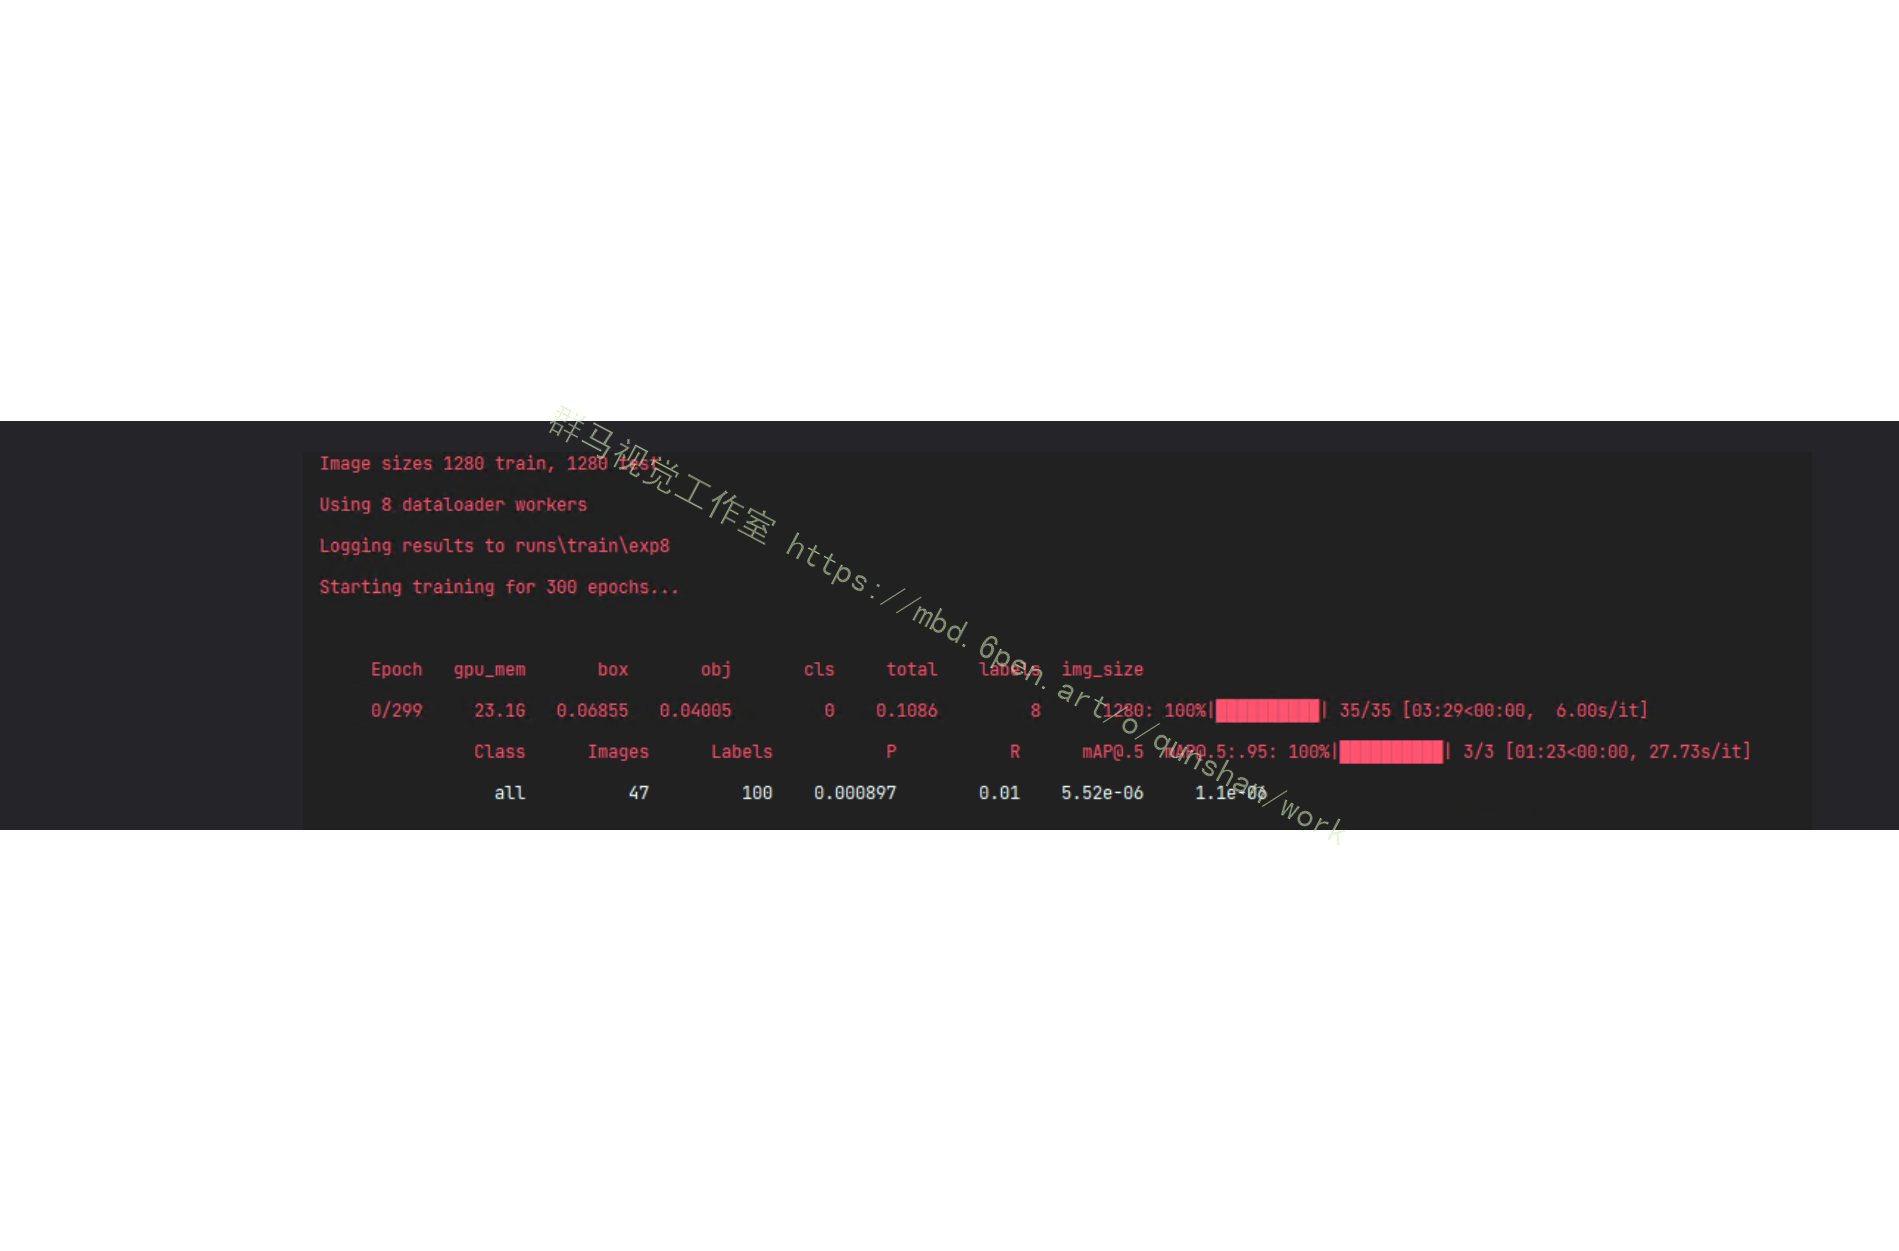 Image sizes 1280 train, 1280 test
Using 8 dataloader workers
Logging results to runs\train\exp8
Starting training for 300 epochs...
Epoch gpu_mem box obj cls total labels img_size
0/299 23.1G 0.06855 0.04005 0 0.1086 8 1280: 100%|██████████| 35/35 [03:29<00:00, 6.00s/it]
Class Images Labels P R mAP@.5 mAP@.5:.95: 100%|██████████| 3/3 [01:23<00:00, 27.73s/it]
all 47 100 0.000897 0.01 5.52e-06 1.1e-06
群马视觉工作室 https://mbd.6pen.art/o/qunshan/work